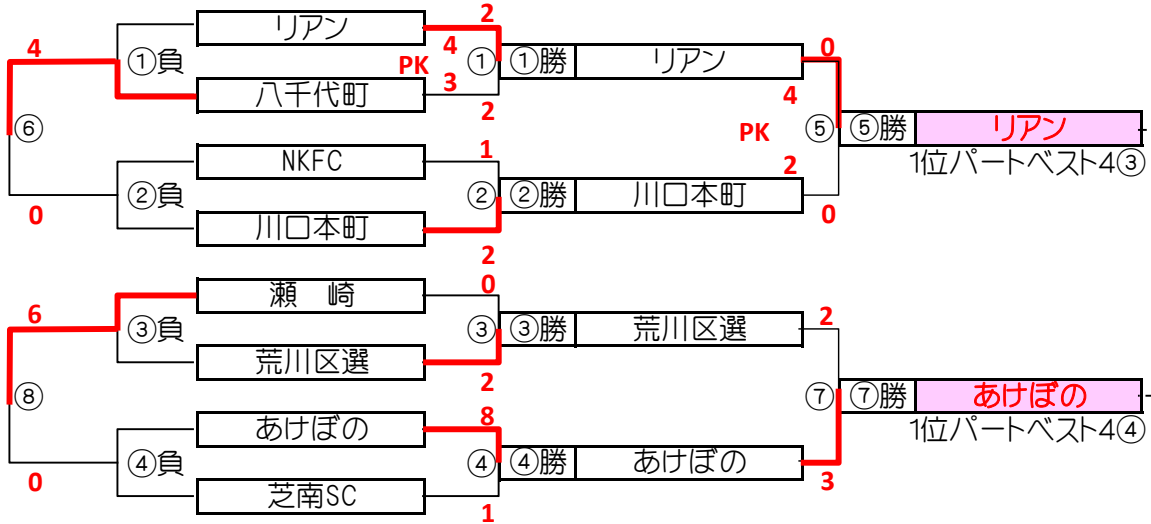 リアン 2
4 ①負 4 ① ①勝 リアン 0
PK
八千代町 3 2 4
⑥ PK ⑤ ⑤勝 リアン
NKFC 1 2 1位パートベスト4③
②負 ② ②勝 川口本町
0 川口本町 2 0
瀬 崎 0
6 ③負 ③ ③勝 荒川区選 2
荒川区選 2
⑧ ⑦ ⑦勝 あけぼの
あけぼの 8 1位パートベスト4④
④負 ④ ④勝 あけぼの
0 芝南SC 1 3